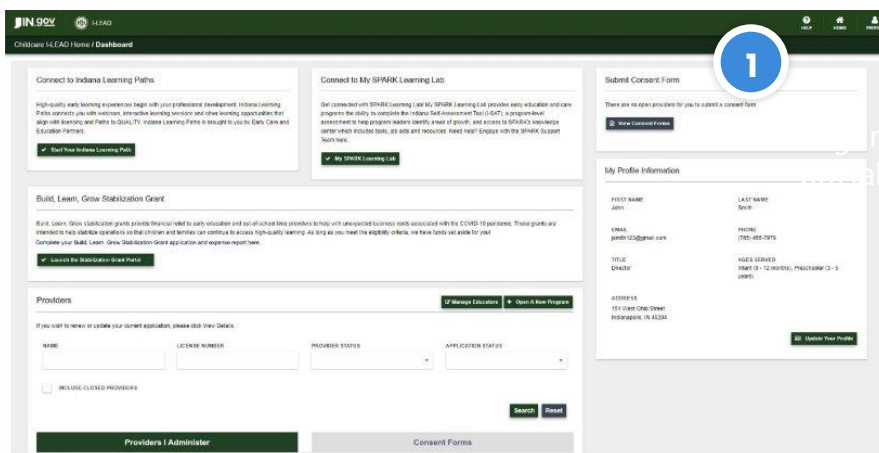 IN.gov I-LEAD
HELP HOME
Childcare I-LEAD Home / Dashboard
1
Connect to Indiana Learning Paths
High-quality early learning experiences begin with your professional development. Indiana Learning
Paths connects you with webinars, interactive learning sessions and other learning opportunities that
align with licensing and Paths to QUALITY. Indiana Learning Paths is brought to you by Early Care and
Education Partners.
Start Your Indiana Learning Path
Connect to My SPARK Learning Lab
Get connected with SPARK Learning Lab! My SPARK Learning Lab provides early education and care
programs the ability to complete the Indiana Self-Assessment Tool (I-SAT), a program-level
assessment to help program leaders identify areas of growth, and access to SPARK's knowledge
center which includes tools, job aids and resources. Need help? Engage with the SPARK Support
Team here.
My SPARK Learning Lab
Submit Consent Form
There are no open providers for you to submit a consent form
View Consent Forms
Build, Learn, Grow Stabilization Grant
Build, Learn, Grow stabilization grants provide financial relief to early education and out-of-school-time providers to help with unexpected business costs associated with the COVID-19 pandemic. These grants are
intended to help stabilize operations so that children and families can continue to access high-quality learning. As long as you meet the eligibility criteria, we have funds set aside for you!
Complete your Build, Learn, Grow Stabilization Grant application and expense report here.
Launch the Stabilization Grant Portal
My Profile Information
FIRST NAME LAST NAME
John Smith
EMAIL PHONE
jsmith123@gmail.com (765) 455-7979
TITLE AGES SERVED
Director Infant (0 - 12 months), Preschooler (3 - 5
years)
ADDRESS
151 West Ohio Street
Indianapolis, IN 46204
Update Your Profile
Providers
Manage Educators + Open A New Program
If you wish to renew or update your current application, please click View Details.
NAME LICENSE NUMBER PROVIDER STATUS APPLICATION STATUS
INCLUDE CLOSED PROVIDERS
Search Reset
Providers I Administer Consent Forms